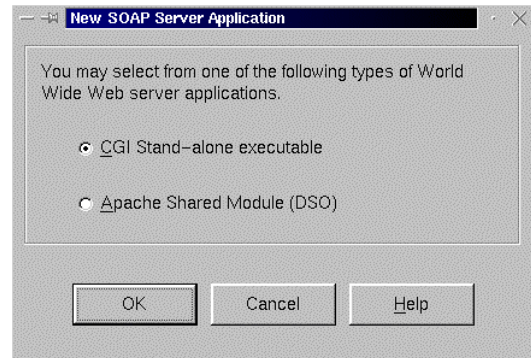 New SOAP Server Application
You may select from one of the following types of World
Wide Web server applications.
CGI Stand-alone executable
Apache Shared Module (DSO)
OK
Cancel
Help